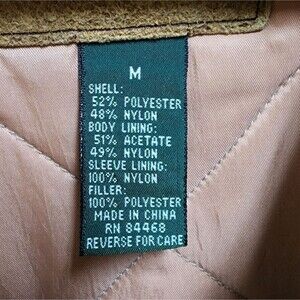 M
SHELL:
52% POLYESTER
48% NYLON
BODY LINING:
51% ACETATE
49% NYLON
SLEEVE LINING:
100% NYLON
FILLER:
100% POLYESTER
MADE IN CHINA
RN 84468
REVERSE FOR CARE